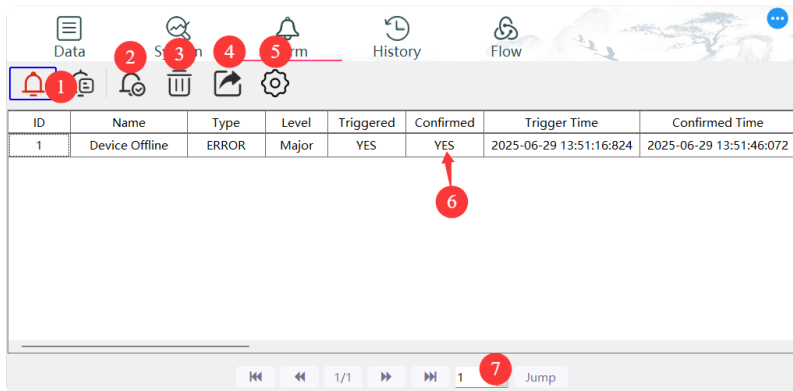 Data History Flow
2 3 4 5
1
ID Name Type Level Triggered Confirmed Trigger Time Confirmed Time
1 Device Offline ERROR Major YES YES 2025-06-29 13:51:16:824 2025-06-29 13:51:46:072
6
1/1 1 7 Jump